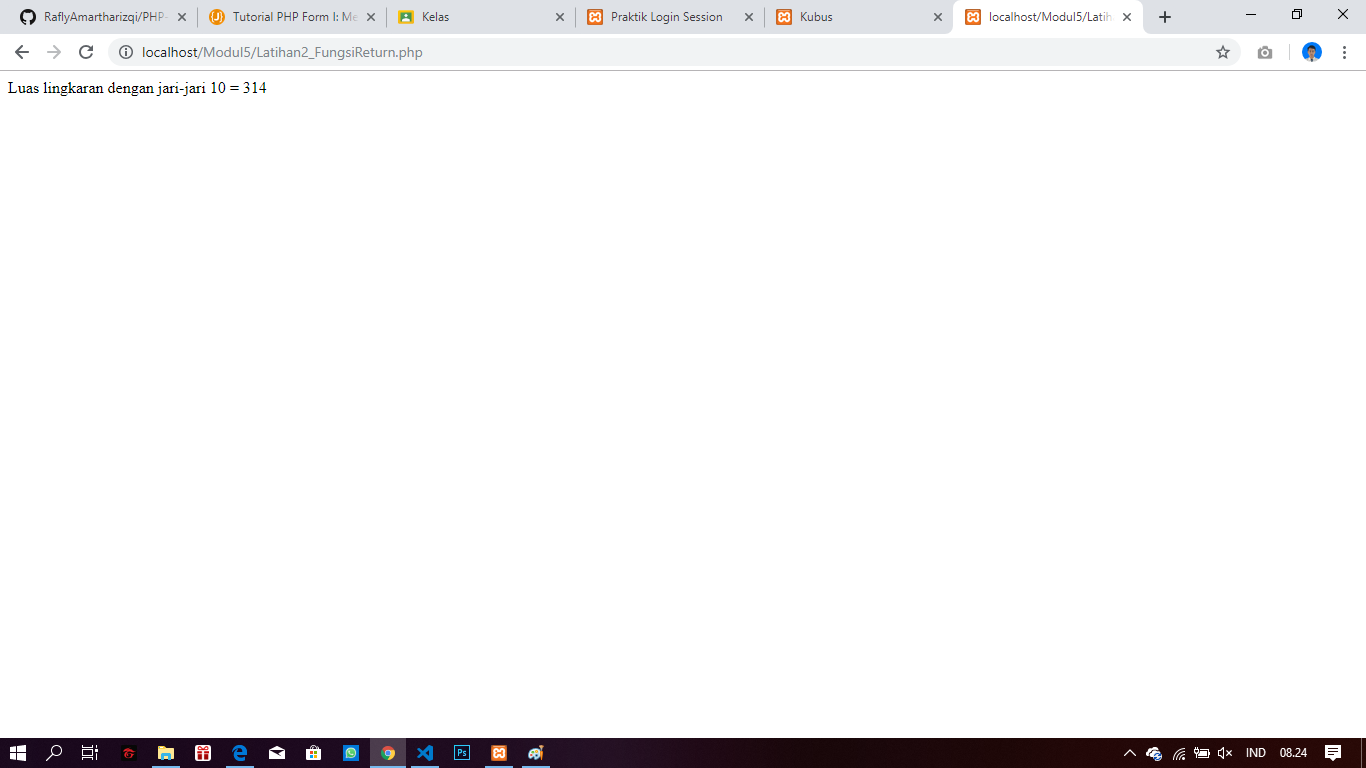 RaflyAmartharizqi/PHP-
Tutorial PHP Form I: Me
Kelas
Praktik Login Session
Kubus
localhost/Modul5/Latih
localhost/Modul5/Latihan2_FungsiReturn.php
Luas lingkaran dengan jari-jari 10 = 314
Ps
IND
08.24